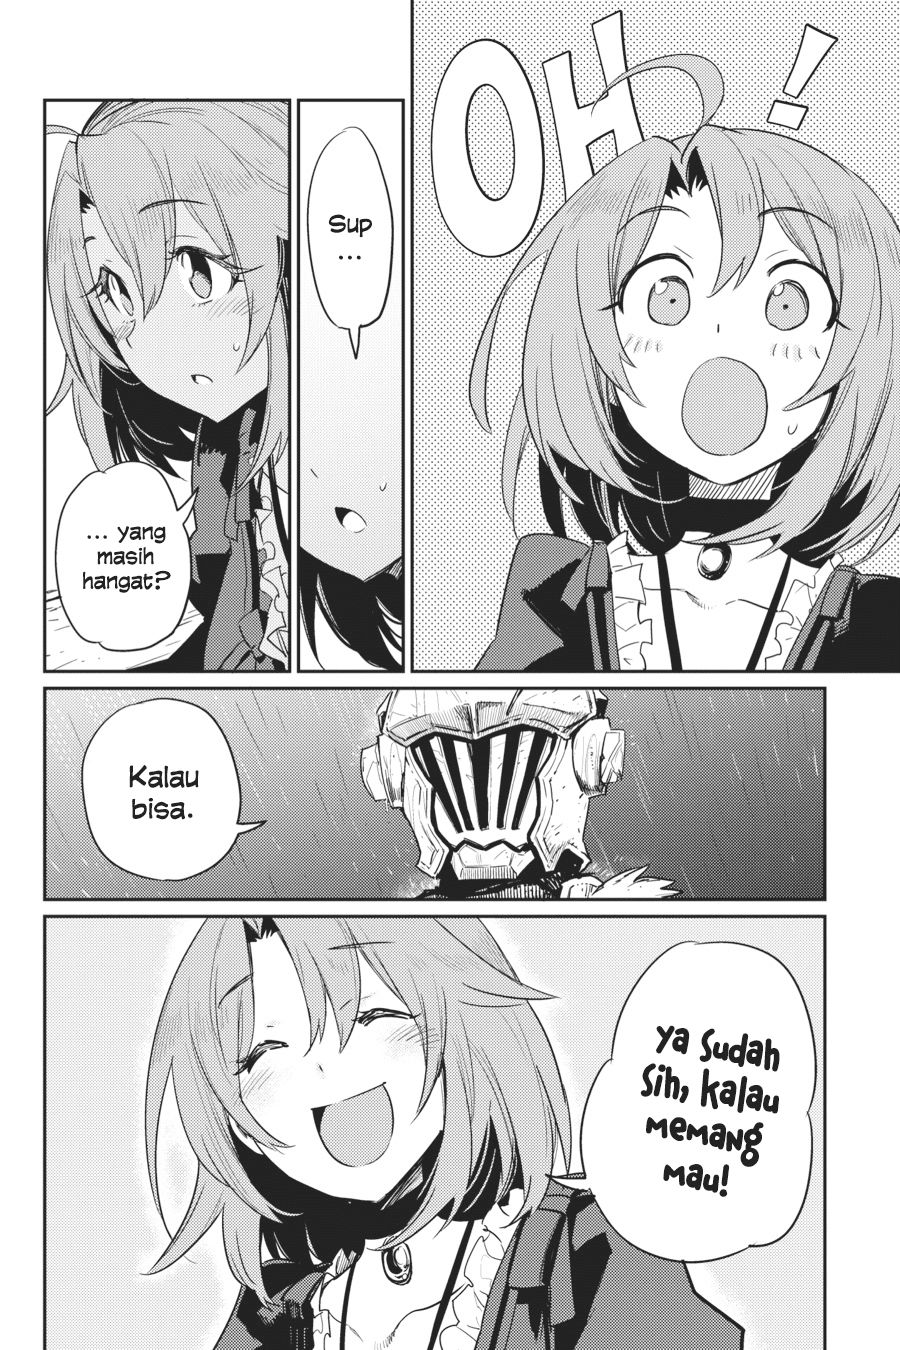 OH!
Sup
...
... yang
masih
hangat?
Kalau
bisa.
ya Sudah
Sih, kalau
memang
mau!